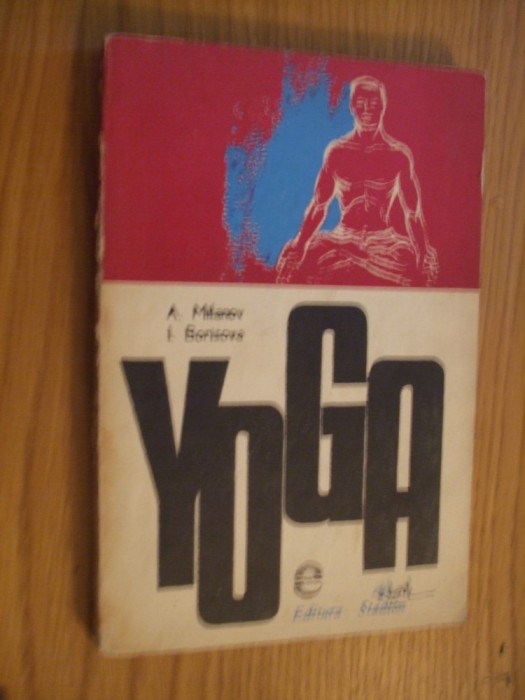 A. Milanov
I. Borisova
YOGA
Editura Stadion